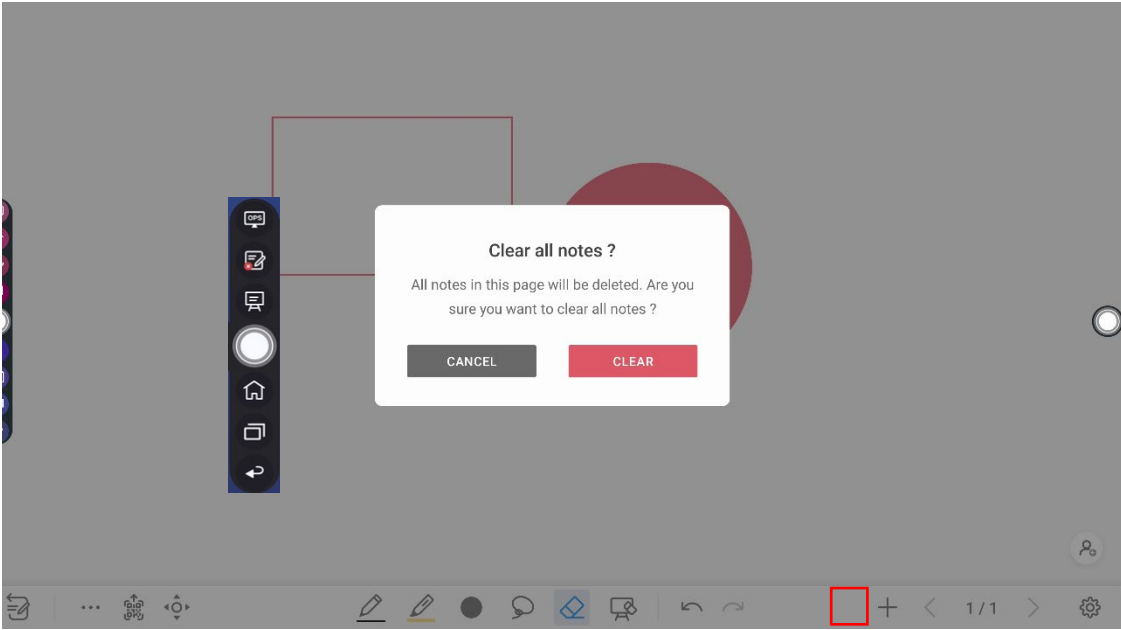 OPS
Clear all notes ?
All notes in this page will be deleted. Are you
sure you want to clear all notes ?
CANCEL
CLEAR
1/1